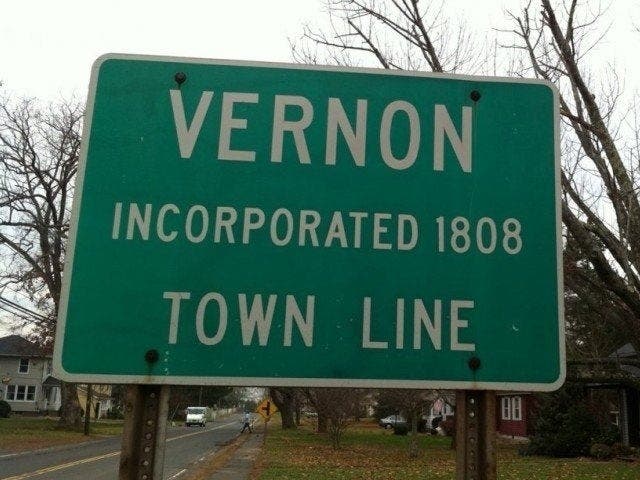 VERNON
INCORPORATED 1808
TOWN LINE